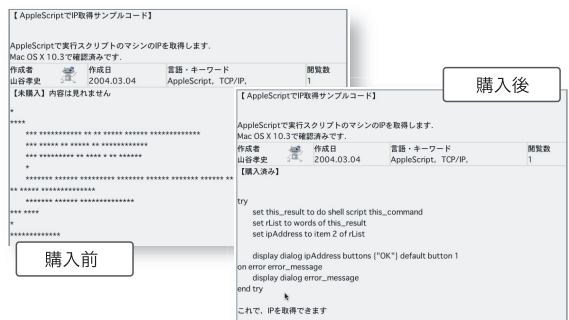 【 AppleScriptでIP取得サンプルコード】
AppleScriptで実行スクリプトのマシンのIPを取得します.
Mac OS X 10.3で確認済みです.
作成者 作成日 言語・キーワード 閲覧数
山谷孝史 2004.03.04 AppleScript, TCP/IP, 1
【未購入】内容は見れません
*
****
*** ************ ** ** ***** ****** **************
*** ***** ** ***** ** *************
*** ********** ** **** * ** ******
*
******* ****** ********** ******* ****** ******* ****** **
** ***** ***************
******* ****** ***************
*** ****
*
*************
購入前
購入後
【 AppleScriptでIP取得サンプルコード】
AppleScriptで実行スクリプトのマシンのIPを取得します.
Mac OS X 10.3で確認済みです.
作成者 作成日 言語・キーワード 閲覧数
山谷孝史 2004.03.04 AppleScript, TCP/IP, 1
【購入済み】
try
set this_result to do shell script this_command
set rList to words of this_result
set ipAddress to item 2 of rList
display dialog ipAddress buttons {"OK"} default button 1
on error error_message
display dialog error_message
end try
これで、IPを取得できます